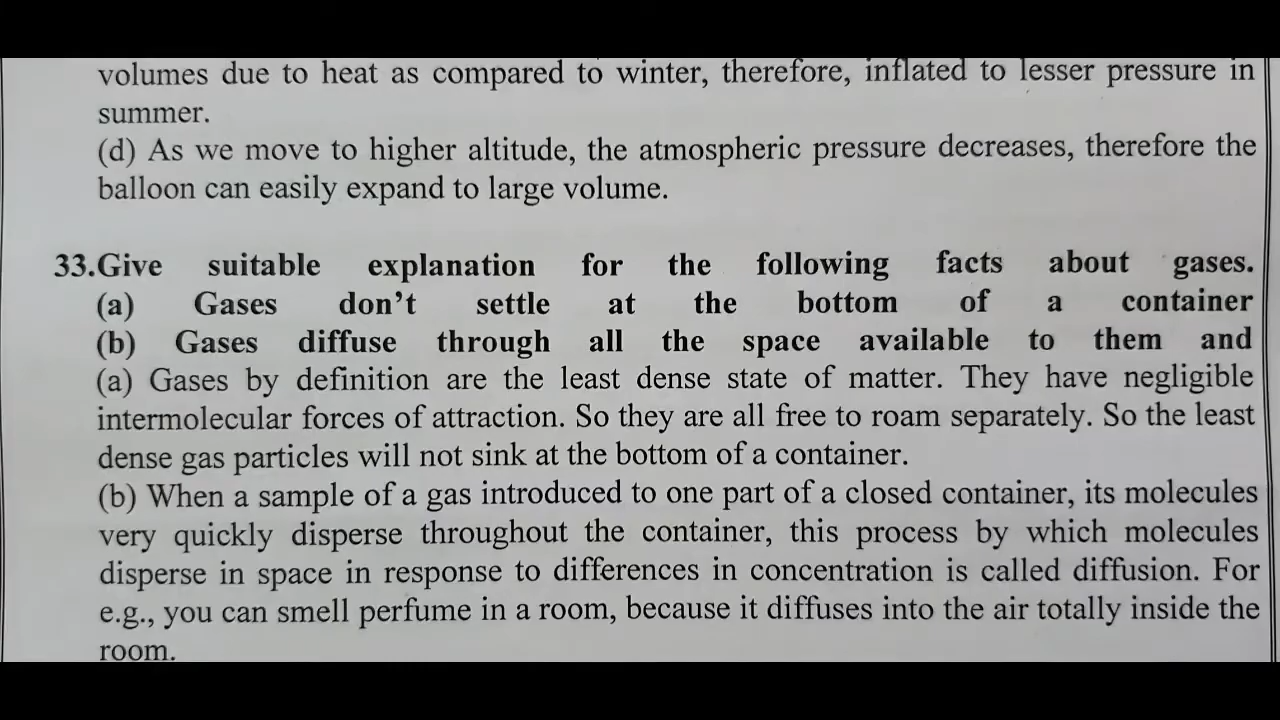 volumes due to heat as compared to winter, therefore, inflated to lesser pressure in
summer.
(d) As we move to higher altitude, the atmospheric pressure decreases, therefore the
balloon can easily expand to large volume.
33.Give suitable explanation for the following facts about gases.
(a) Gases don’t settle at the bottom of a container
(b) Gases diffuse through all the space available to them and
(a) Gases by definition are the least dense state of matter. They have negligible
intermolecular forces of attraction. So they are all free to roam separately. So the least
dense gas particles will not sink at the bottom of a container.
(b) When a sample of a gas introduced to one part of a closed container, its molecules
very quickly disperse throughout the container, this process by which molecules
disperse in space in response to differences in concentration is called diffusion. For
e.g., you can smell perfume in a room, because it diffuses into the air totally inside the
room.